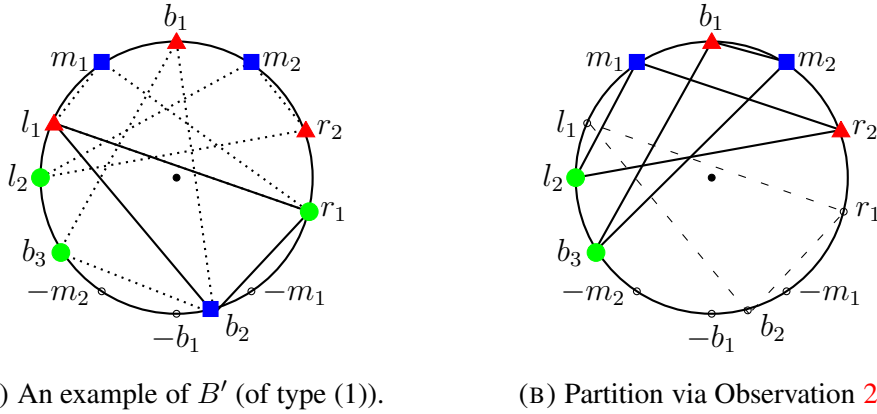 b₁
m₁ m₂
l₁ r₂
l₂ r₁
b₃
−m₂ −m₁
−b₁ b₂
) An example of B′ (of type (1)).
b₁
m₁ m₂
l₁ r₂
l₂ r₁
b₃
−m₂ −m₁
−b₁ b₂
(B) Partition via Observation 2